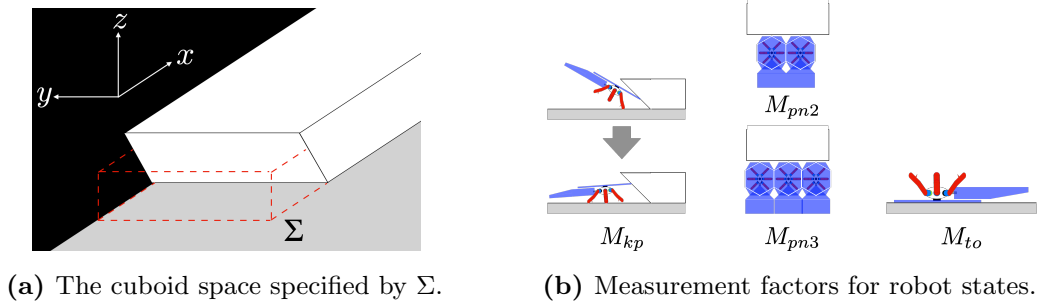 z
x
y
Σ
(a) The cuboid space specified by Σ.
M_{pn2}
M_{kp}
M_{pn3}
M_{to}
(b) Measurement factors for robot states.